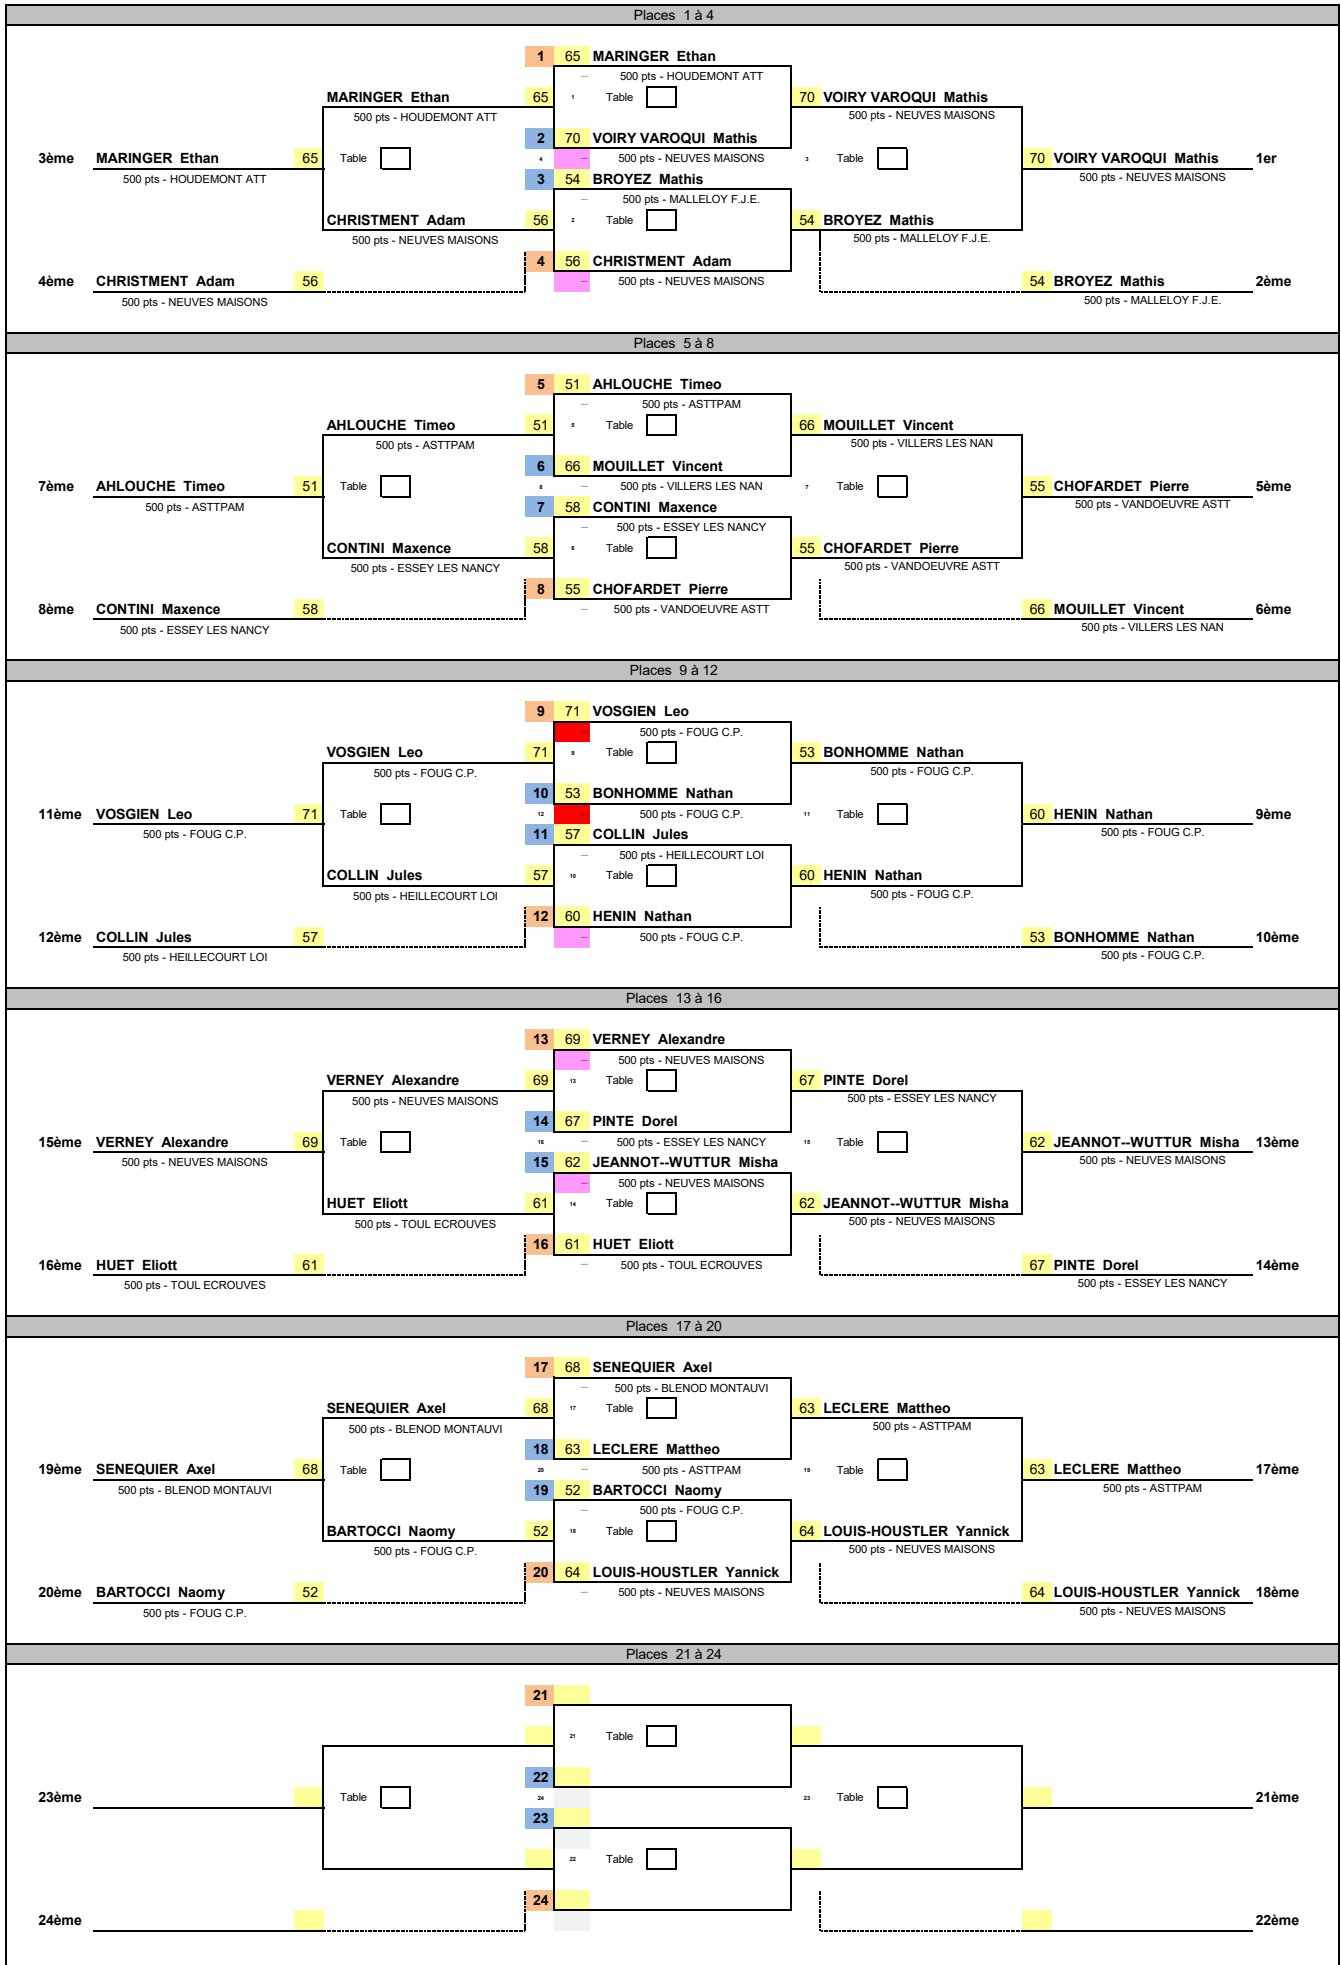 Places 1 à 4
1 65 MARINGER Ethan
– 500 pts - HOUDEMONT ATT
MARINGER Ethan 65 1 Table 70 VOIRY VAROQUI Mathis
500 pts - HOUDEMONT ATT 500 pts - NEUVES MAISONS
2 70 VOIRY VAROQUI Mathis
3ème MARINGER Ethan 65 Table 4 – 500 pts - NEUVES MAISONS 3 Table 70 VOIRY VAROQUI Mathis 1er
500 pts - HOUDEMONT ATT 3 54 BROYEZ Mathis 500 pts - NEUVES MAISONS
– 500 pts - MALLELOY F.J.E.
CHRISTMENT Adam 56 2 Table 54 BROYEZ Mathis
500 pts - NEUVES MAISONS 500 pts - MALLELOY F.J.E.
4 56 CHRISTMENT Adam
4ème CHRISTMENT Adam 56 – 500 pts - NEUVES MAISONS 54 BROYEZ Mathis 2ème
500 pts - NEUVES MAISONS 500 pts - MALLELOY F.J.E.
Places 5 à 8
5 51 AHLOUCHE Timeo
– 500 pts - ASTTPAM
AHLOUCHE Timeo 51 5 Table 66 MOUILLET Vincent
500 pts - ASTTPAM 500 pts - VILLERS LES NAN
6 66 MOUILLET Vincent
7ème AHLOUCHE Timeo 51 Table 8 – 500 pts - VILLERS LES NAN 7 Table 55 CHOFARDET Pierre 5ème
500 pts - ASTTPAM 7 58 CONTINI Maxence 500 pts - VANDOEUVRE ASTT
– 500 pts - ESSEY LES NANCY
CONTINI Maxence 58 6 Table 55 CHOFARDET Pierre
500 pts - ESSEY LES NANCY 500 pts - VANDOEUVRE ASTT
8 55 CHOFARDET Pierre
8ème CONTINI Maxence 58 – 500 pts - VANDOEUVRE ASTT 66 MOUILLET Vincent 6ème
500 pts - ESSEY LES NANCY 500 pts - VILLERS LES NAN
Places 9 à 12
9 71 VOSGIEN Leo
– 500 pts - FOUG C.P.
VOSGIEN Leo 71 9 Table 53 BONHOMME Nathan
500 pts - FOUG C.P. 500 pts - FOUG C.P.
10 53 BONHOMME Nathan
11ème VOSGIEN Leo 71 Table 12 – 500 pts - FOUG C.P. 11 Table 60 HENIN Nathan 9ème
500 pts - FOUG C.P. 11 57 COLLIN Jules 500 pts - FOUG C.P.
– 500 pts - HEILLECOURT LOI
COLLIN Jules 57 10 Table 60 HENIN Nathan
500 pts - HEILLECOURT LOI 500 pts - FOUG C.P.
12 60 HENIN Nathan
12ème COLLIN Jules 57 – 500 pts - FOUG C.P. 53 BONHOMME Nathan 10ème
500 pts - HEILLECOURT LOI 500 pts - FOUG C.P.
Places 13 à 16
13 69 VERNEY Alexandre
– 500 pts - NEUVES MAISONS
VERNEY Alexandre 69 13 Table 67 PINTE Dorel
500 pts - NEUVES MAISONS 500 pts - ESSEY LES NANCY
14 67 PINTE Dorel
15ème VERNEY Alexandre 69 Table 16 – 500 pts - ESSEY LES NANCY 15 Table 62 JEANNOT--WUTTUR Misha 13ème
500 pts - NEUVES MAISONS 15 62 JEANNOT--WUTTUR Misha 500 pts - NEUVES MAISONS
– 500 pts - NEUVES MAISONS
HUET Eliott 61 14 Table 62 JEANNOT--WUTTUR Misha
500 pts - TOUL ECROUVES 500 pts - NEUVES MAISONS
16 61 HUET Eliott
16ème HUET Eliott 61 – 500 pts - TOUL ECROUVES 67 PINTE Dorel 14ème
500 pts - TOUL ECROUVES 500 pts - ESSEY LES NANCY
Places 17 à 20
17 68 SENEQUIER Axel
– 500 pts - BLENOD MONTAUVI
SENEQUIER Axel 68 17 Table 63 LECLERE Mattheo
500 pts - BLENOD MONTAUVI 500 pts - ASTTPAM
18 63 LECLERE Mattheo
19ème SENEQUIER Axel 68 Table 20 – 500 pts - ASTTPAM 19 Table 63 LECLERE Mattheo 17ème
500 pts - BLENOD MONTAUVI 19 52 BARTOCCI Naomy 500 pts - ASTTPAM
– 500 pts - FOUG C.P.
BARTOCCI Naomy 52 18 Table 64 LOUIS-HOUSTLER Yannick
500 pts - FOUG C.P. 500 pts - NEUVES MAISONS
20 64 LOUIS-HOUSTLER Yannick
20ème BARTOCCI Naomy 52 – 500 pts - NEUVES MAISONS 64 LOUIS-HOUSTLER Yannick 18ème
500 pts - FOUG C.P. 500 pts - NEUVES MAISONS
Places 21 à 24
21
21 Table
22
23ème Table 24 23 Table 21ème
23
22 Table
24
24ème 22ème